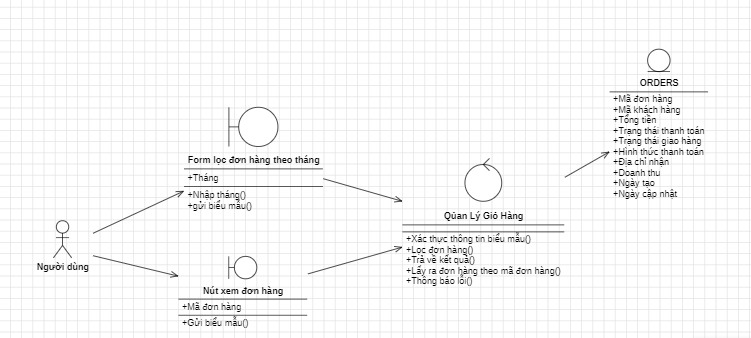 ORDERS
+Mã đơn hàng
+Mã khách hàng
+Tổng tiền
+Trạng thái thanh toán
+Trạng thái giao hàng
+Hình thức thanh toán
+Địa chỉ nhận
+Doanh thu
+Ngày tạo
+Ngày cập nhật
Form lọc đơn hàng theo tháng
+Tháng
+Nhập tháng()
+gửi biểu mẫu()
Quản Lý Giỏ Hàng
+Xác thực thông tin biểu mẫu()
+Lọc đơn hàng()
+Trả về kết quả()
+Lấy ra đơn hàng theo mã đơn hàng()
+Thông báo lỗi()
Người dùng
Nút xem đơn hàng
+Mã đơn hàng
+Gửi biểu mẫu()